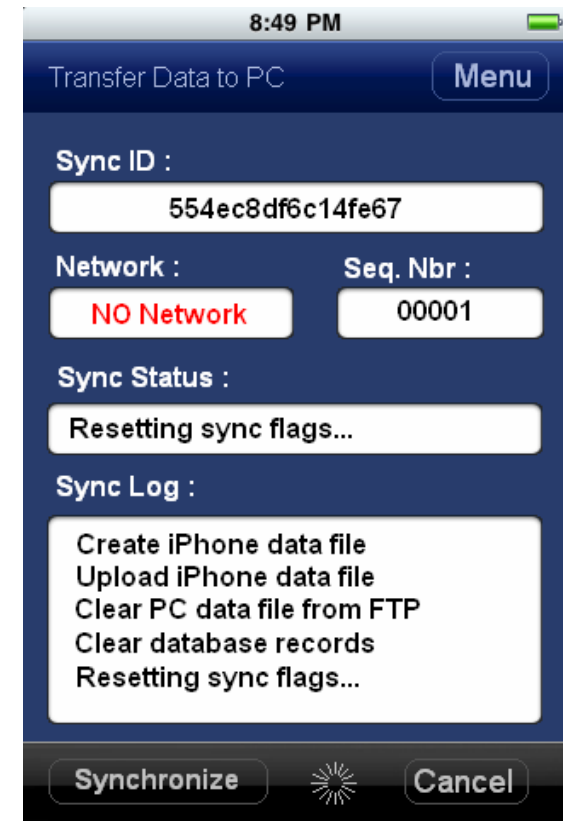 8:49 PM
Transfer Data to PC
Menu
Sync ID :
554ec8df6c14fe67
Network :
Seq. Nbr :
NO Network
00001
Sync Status :
Resetting sync flags...
Sync Log :
Create iPhone data file
Upload iPhone data file
Clear PC data file from FTP
Clear database records
Resetting sync flags...
Synchronize
Cancel